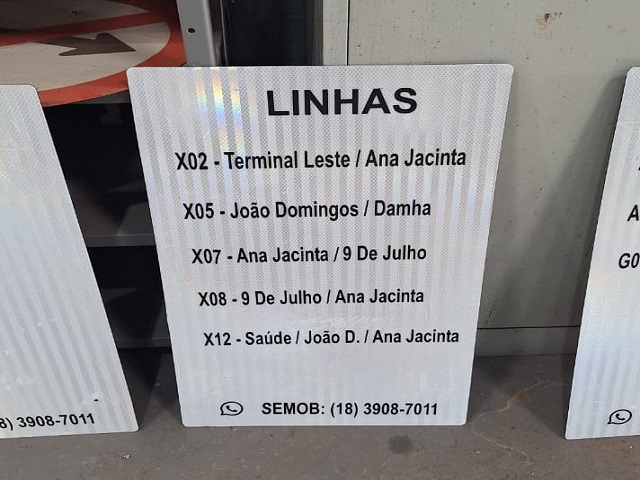 LINHAS
X02 - Terminal Leste / Ana Jacinta
X05 - João Domingos / Damha
X07 - Ana Jacinta / 9 De Julho
X08 - 9 De Julho / Ana Jacinta
X12 - Saúde / João D. / Ana Jacinta
SEMOB: (18) 3908-7011
8) 3908-7011
A
G0